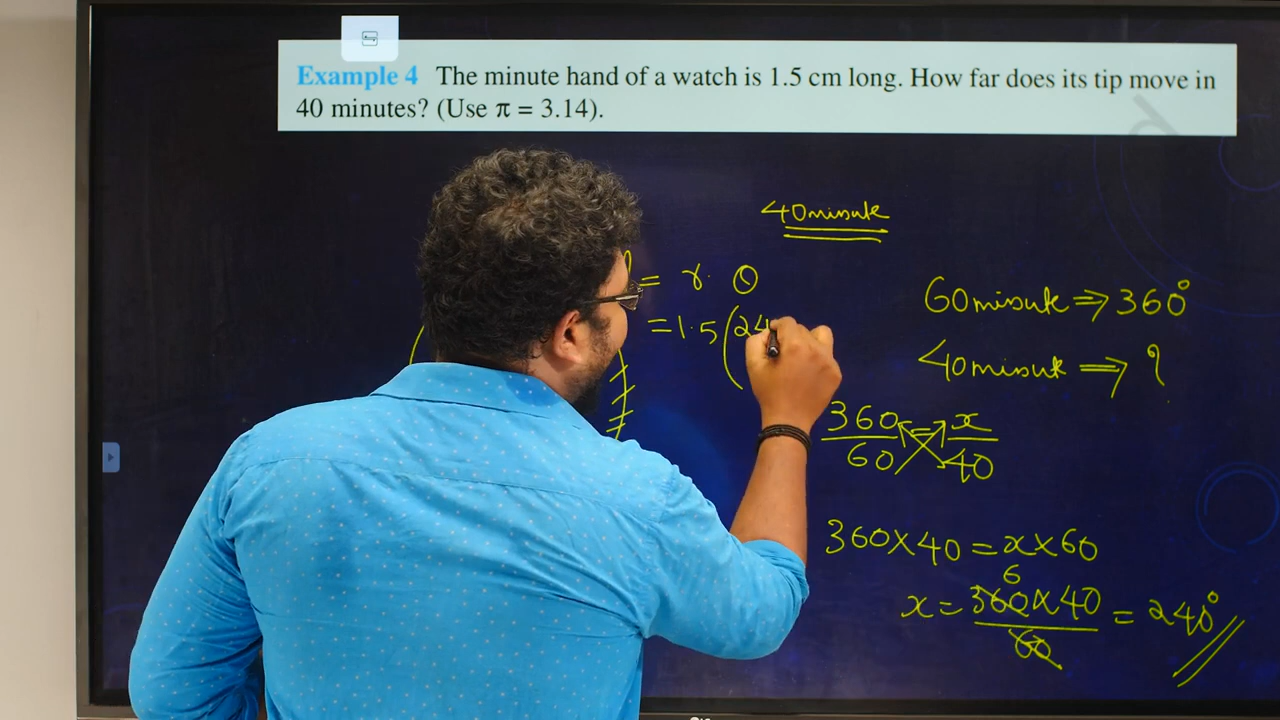 Example 4 The minute hand of a watch is 1.5 cm long. How far does its tip move in
40 minutes? (Use π = 3.14).
40minute
l = r. θ
= 1.5 (24
60minute ⇒ 360°
40minute ⇒ ?
360/60 = x/40
360×40 = x×60
6
x = 360×40/60 = 240°